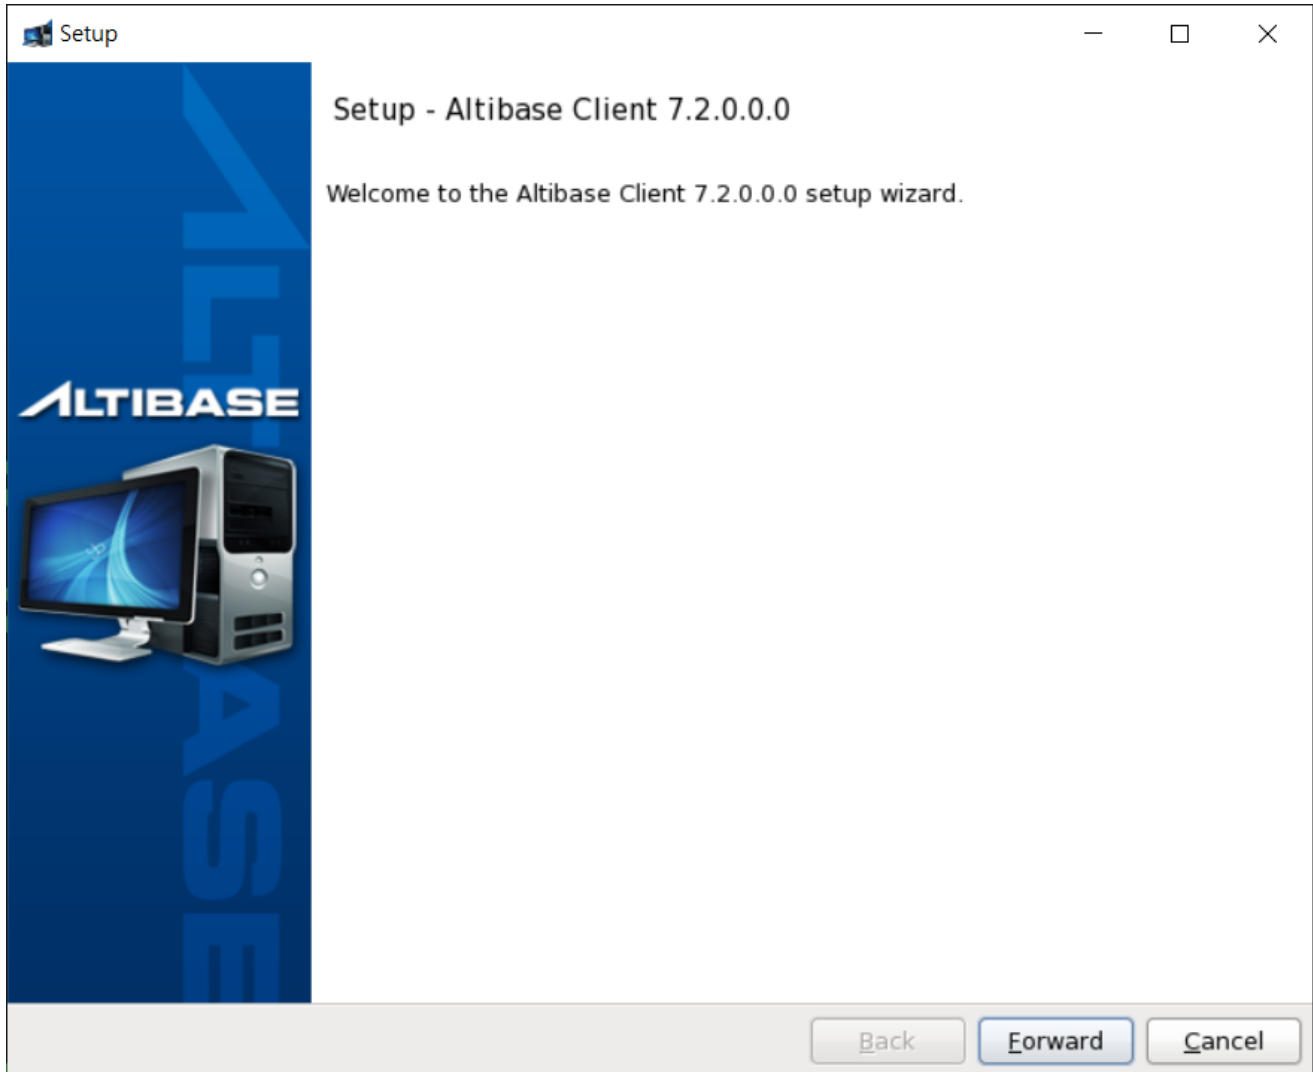 Setup
Setup - Altibase Client 7.2.0.0.0
Welcome to the Altibase Client 7.2.0.0.0 setup wizard.
ALTIBASE
ALTIBASE
Back
Forward
Cancel